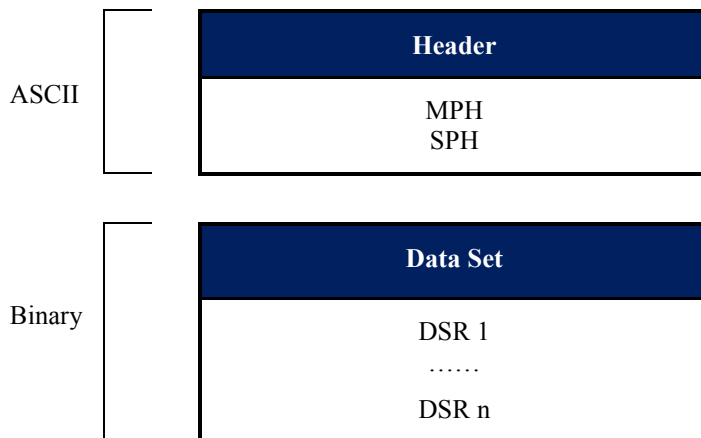 Header
ASCII
MPH
SPH
Data Set
Binary
DSR 1
......
DSR n